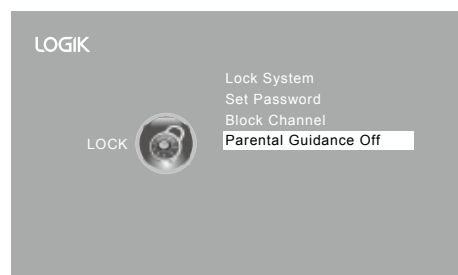 LOGIK
Lock System
Set Password
Block Channel
LOCK
Parental Guidance Off